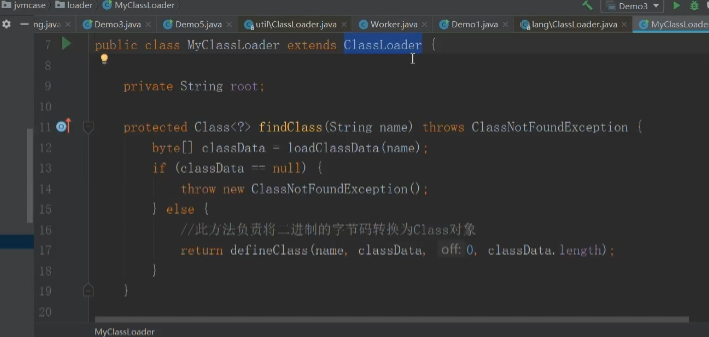 jvmcase loader MyClassLoader Demo3
ng.java Demo3.java Demo5.java util\ClassLoader.java Worker.java Demo1.java lang\ClassLoader.java MyClassLoade
7 public class MyClassLoader extends ClassLoader {
8
9 private String root;
10
11 protected Class<?> findClass(String name) throws ClassNotFoundException {
12 byte[] classData = loadClassData(name);
13 if (classData == null) {
14 throw new ClassNotFoundException();
15 } else {
16 //此方法负责将二进制的字节码转换为Class对象
17 return defineClass(name, classData, off: 0, classData.length);
18 }
19 }
20
MyClassLoader